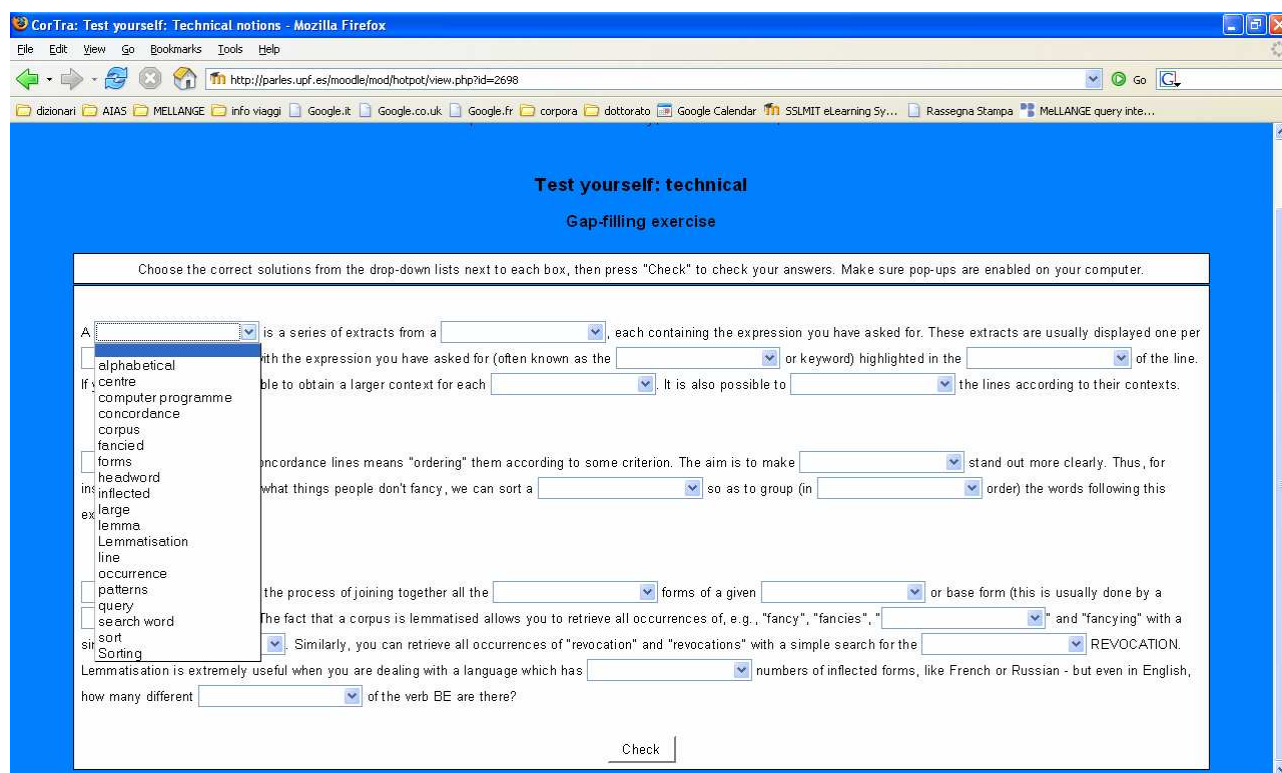 CorTra: Test yourself: Technical notions - Mozilla Firefox
File Edit View Go Bookmarks Tools Help
http://parles.upf.es/moodle/mod/hotpot/view.php?id=2698 Go
dizionari AIAS MELLANGE info viaggi Google.it Google.co.uk Google.fr corpora dottorato Google Calendar SSLMIT eLearning Sy... Rassegna Stampa MeLLANGE query inte...
Test yourself: technical
Gap-filling exercise
Choose the correct solutions from the drop-down lists next to each box, then press "Check" to check your answers. Make sure pop-ups are enabled on your computer.
A is a series of extracts from a , each containing the expression you have asked for. These extracts are usually displayed one per
with the expression you have asked for (often known as the or keyword) highlighted in the of the line.
ble to obtain a larger context for each . It is also possible to the lines according to their contexts.
alphabetical
centre
computer programme
concordance
corpus
fancied
forms
headword
inflected
large
lemma
Lemmatisation
line
occurrence
patterns
query
search word
sort
Sorting
oncordance lines means "ordering" them according to some criterion. The aim is to make stand out more clearly. Thus, for
what things people don't fancy, we can sort a so as to group (in order) the words following this
the process of joining together all the forms of a given or base form (this is usually done by a
The fact that a corpus is lemmatised allows you to retrieve all occurrences of, e.g., "fancy", "fancies", " " and "fancying" with a
. Similarly, you can retrieve all occurrences of "revocation" and "revocations" with a simple search for the REVOCATION.
Lemmatisation is extremely useful when you are dealing with a language which has numbers of inflected forms, like French or Russian - but even in English,
how many different of the verb BE are there?
Check